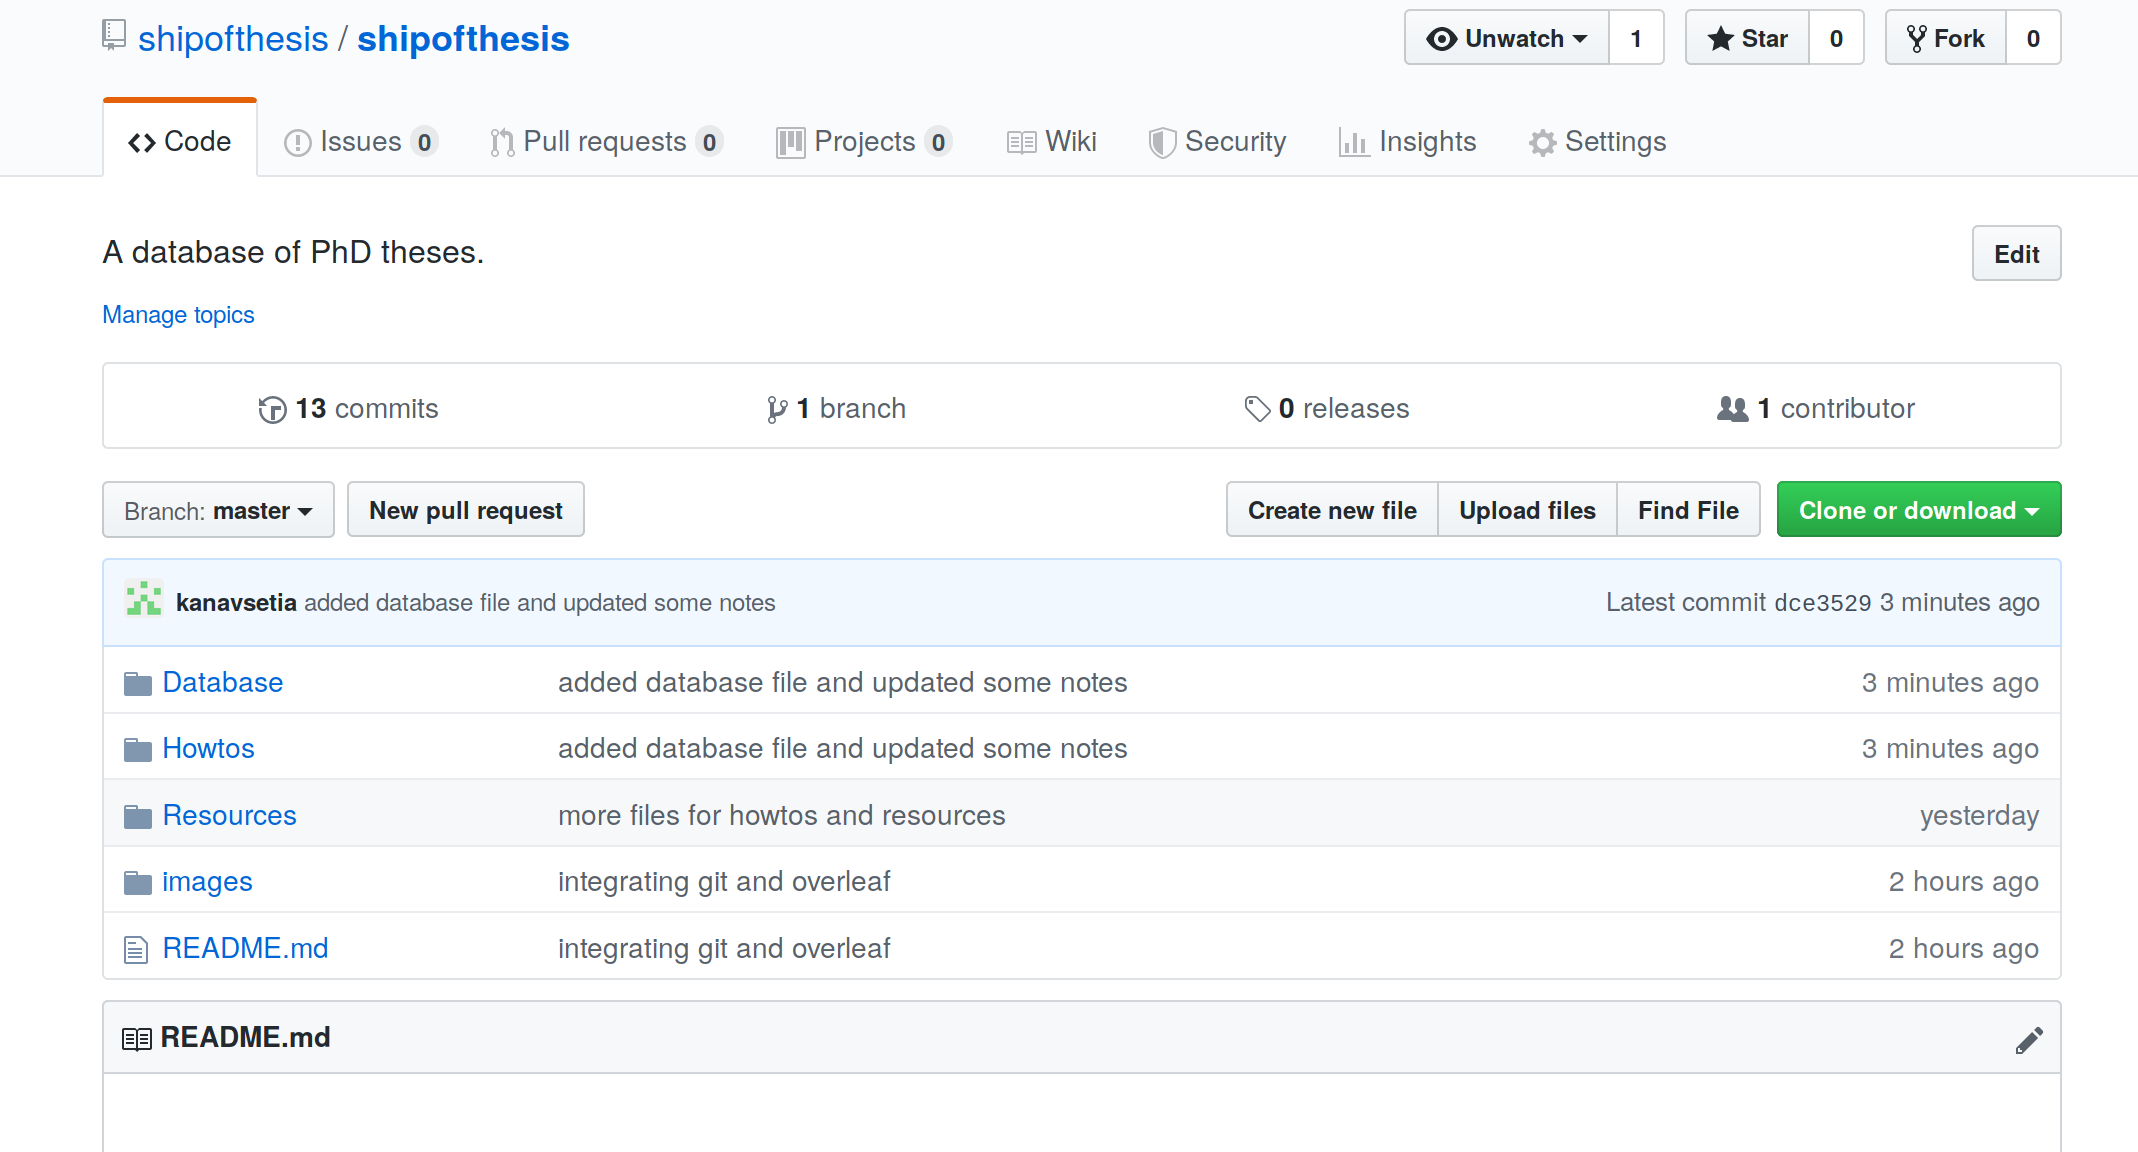 shipofthesis / shipofthesis Unwatch 1 Star 0 Fork 0
Code Issues 0 Pull requests 0 Projects 0 Wiki Security Insights Settings
A database of PhD theses. Edit
Manage topics
13 commits 1 branch 0 releases 1 contributor
Branch: master New pull request Create new file Upload files Find File Clone or download
kanavsetia added database file and updated some notes Latest commit dce3529 3 minutes ago
Database added database file and updated some notes 3 minutes ago
Howtos added database file and updated some notes 3 minutes ago
Resources more files for howtos and resources yesterday
images integrating git and overleaf 2 hours ago
README.md integrating git and overleaf 2 hours ago
README.md